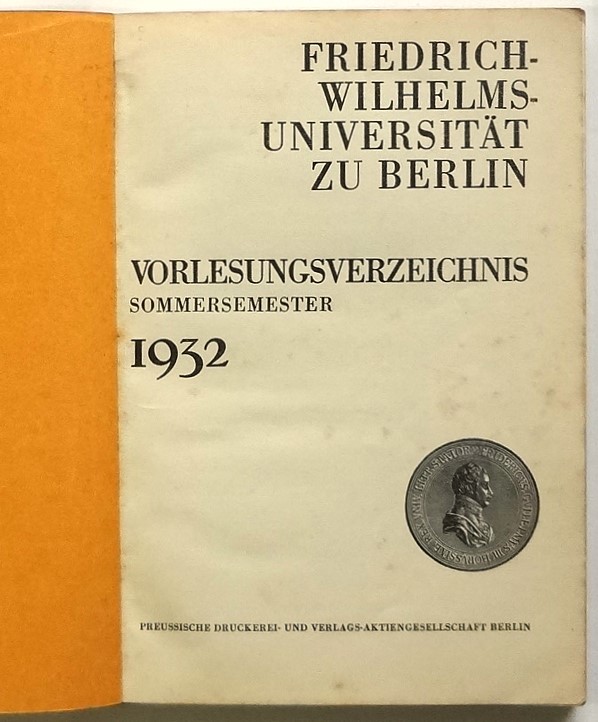 FRIEDRICH-
WILHELMS-
UNIVERSITÄT
ZU BERLIN
VORLESUNGSVERZEICHNIS
SOMMERSEMESTER
1932
PREUSSISCHE DRUCKEREI- UND VERLAGS-AKTIENGESELLSCHAFT BERLIN